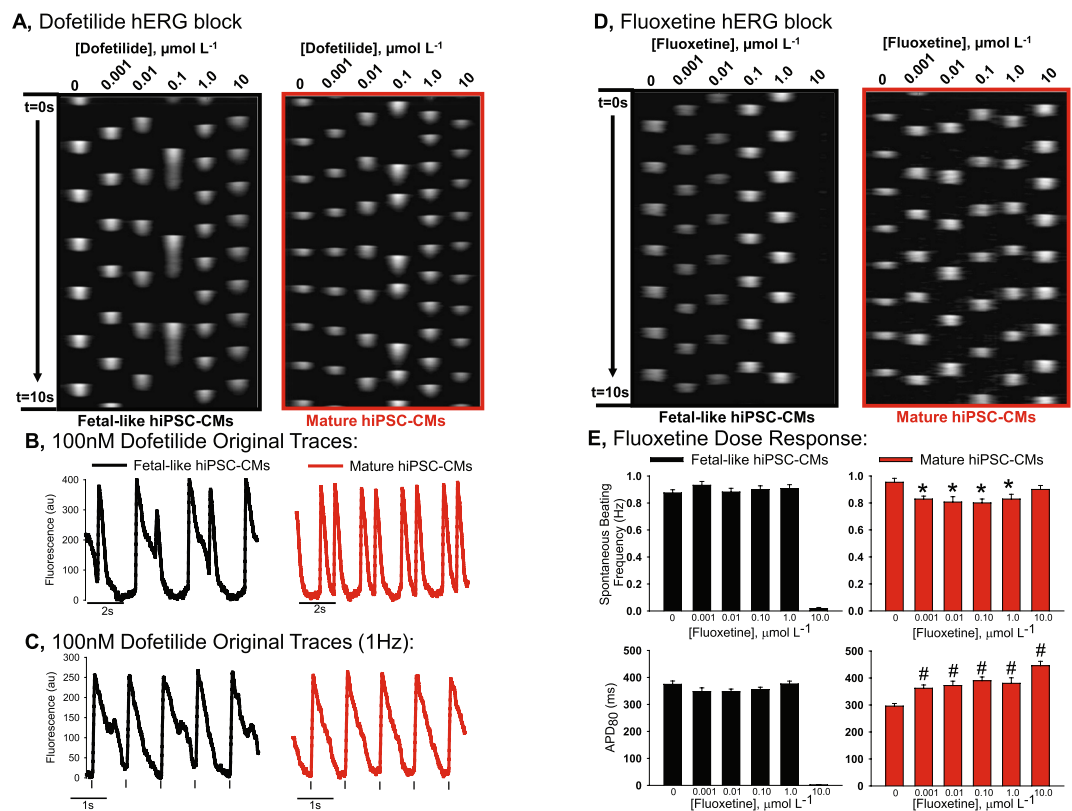 A, Dofetilide hERG block
[Dofetilide], µmol L-1
0 0.001 0.01 0.1 1.0 10
[Dofetilide], µmol L-1
0 0.001 0.01 0.1 1.0 10
t=0s
t=10s
Fetal-like hiPSC-CMs
Mature hiPSC-CMs
B, 100nM Dofetilide Original Traces:
Fetal-like hiPSC-CMs
Mature hiPSC-CMs
Fluorescence (au)
400
300
200
100
0
2s
2s
C, 100nM Dofetilide Original Traces (1Hz):
Fluorescence (au)
300
250
200
150
100
50
0
1s
1s
D, Fluoxetine hERG block
[Fluoxetine], µmol L-1
0 0.001 0.01 0.10 1.0 10
[Fluoxetine], µmol L-1
0 0.001 0.01 0.10 1.0 10.0
t=0s
t=10s
Fetal-like hiPSC-CMs
Mature hiPSC-CMs
E, Fluoxetine Dose Response:
Fetal-like hiPSC-CMs
Mature hiPSC-CMs
Spontaneous Beating
Frequency (Hz)
1.0
0.8
0.6
0.4
0.2
0.0
0 0.001 0.01 0.10 1.0 10.0
[Fluoxetine], µmol L-1
1.0
0.8
0.6
0.4
0.2
0.0
* * * *
0 0.001 0.01 0.10 1.0 10.0
[Fluoxetine], µmol L-1
APD80
(ms)
500
400
300
200
100
0
0 0.001 0.01 0.10 1.0 10.0
[Fluoxetine], µmol L-1
500
400
300
200
100
0
# # # # #
0 0.001 0.01 0.10 1.0 10.0
[Fluoxetine], µmol L-1